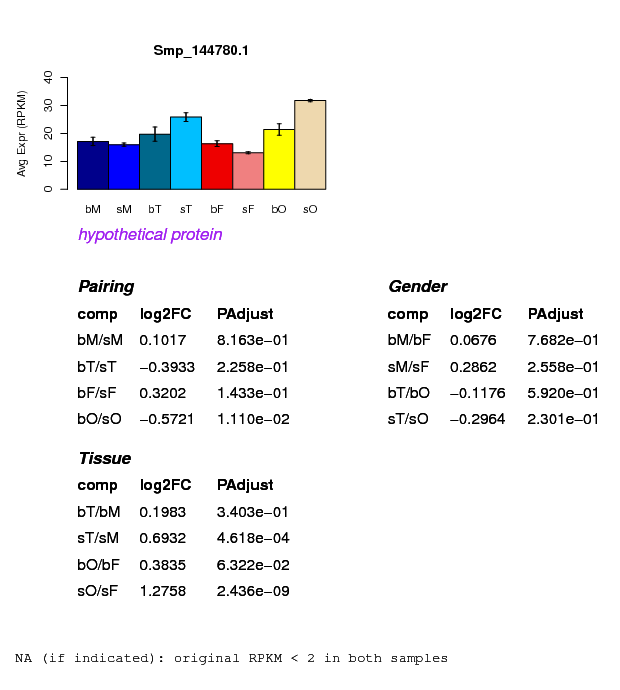 Smp_144780.1
Avg Expr (RPKM)
40
30
20
10
0
bM sM bT sT bF sF bO sO
hypothetical protein
Pairing
comp log2FC PAdjust
bM/sM 0.1017 8.163e−01
bT/sT −0.3933 2.258e−01
bF/sF 0.3202 1.433e−01
bO/sO −0.5721 1.110e−02
Gender
comp log2FC PAdjust
bM/bF 0.0676 7.682e−01
sM/sF 0.2862 2.558e−01
bT/bO −0.1176 5.920e−01
sT/sO −0.2964 2.301e−01
Tissue
comp log2FC PAdjust
bT/bM 0.1983 3.403e−01
sT/sM 0.6932 4.618e−04
bO/bF 0.3835 6.322e−02
sO/sF 1.2758 2.436e−09
NA (if indicated): original RPKM < 2 in both samples